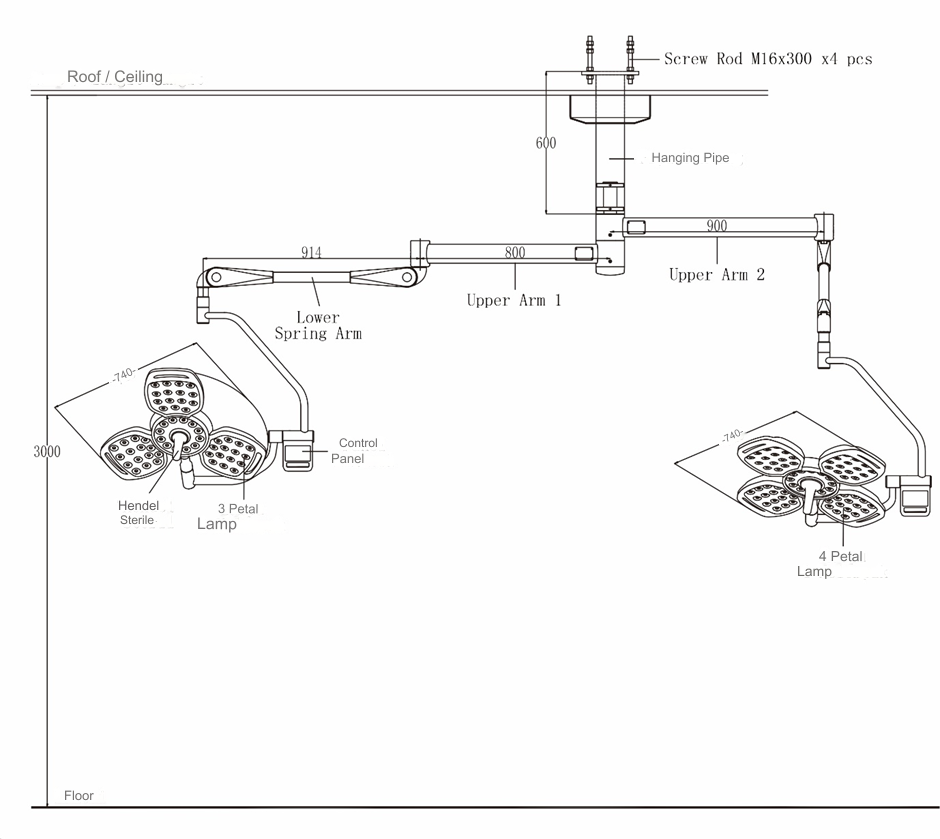 Screw Rod M16x300 x4 pcs
Roof / Ceiling
600
Hanging Pipe
900
914
800
Upper Arm 2
Upper Arm 1
Lower
Spring Arm
-740-
-740-
3000
Control
Panel
Hendel
Sterile
3 Petal
Lamp
4 Petal
Lamp
Floor